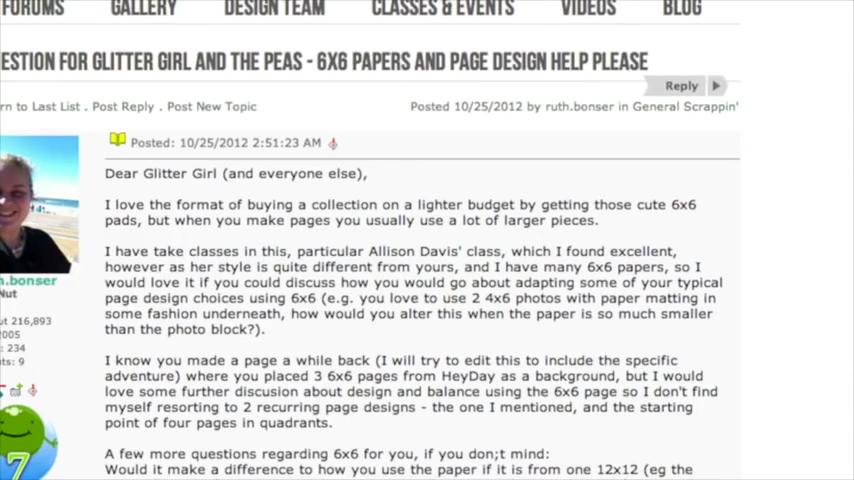 FORUMS GALLERY DESIGN TEAM CLASSES & EVENTS VIDEOS BLOG
ESTION FOR GLITTER GIRL AND THE PEAS - 6X6 PAPERS AND PAGE DESIGN HELP PLEASE
Reply
rn to Last List . Post Reply . Post New Topic
Posted 10/25/2012 by ruth.bonser in General Scrappin'
Posted: 10/25/2012 2:51:23 AM
Dear Glitter Girl (and everyone else),
I love the format of buying a collection on a lighter budget by getting those cute 6x6
pads, but when you make pages you usually use a lot of larger pieces.
I have take classes in this, particular Allison Davis' class, which I found excellent,
however as her style is quite different from yours, and I have many 6x6 papers, so I
would love it if you could discuss how you would go about adapting some of your typical
page design choices using 6x6 (e.g. you love to use 2 4x6 photos with paper matting in
some fashion underneath, how would you alter this when the paper is so much smaller
than the photo block?).
I know you made a page a while back (I will try to edit this to include the specific
adventure) where you placed 3 6x6 pages from HeyDay as a background, but I would
love some further discusion about design and balance using the 6x6 page so I don't find
myself resorting to 2 recurring page designs - the one I mentioned, and the starting
point of four pages in quadrants.
A few more questions regarding 6x6 for you, if you don;t mind:
Would it make a difference to how you use the paper if it is from one 12x12 (eg the
h.bonser
Nut
ut 216,893
2005
: 234
ts: 9
7